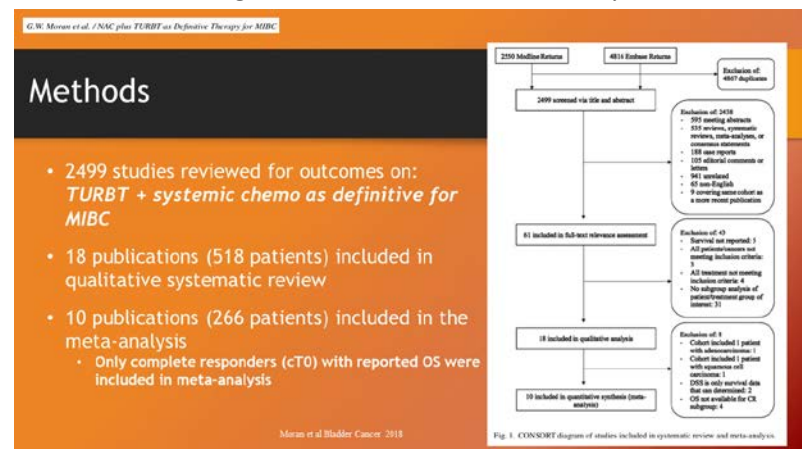 G.W. Moran et al. / NAC plus TURBT as Definitive Therapy for MIBC
Methods
• 2499 studies reviewed for outcomes on:
TURBT + systemic chemo as definitive for
MIBC
• 18 publications (518 patients) included in
qualitative systematic review
• 10 publications (266 patients) included in the
meta-analysis
• Only complete responders (cT0) with reported OS were
included in meta-analysis
Moran et al Bladder Cancer 2018
2550 Medline Returns
4816 Embase Returns
Exclusion of:
4867 duplicates
2499 screened via title and abstract
Exclusion of: 2438
- 595 meeting abstracts
- 535 reviews, systematic
reviews, meta-analyses, or
consensus statements
- 188 case reports
- 105 editorial comments or
letters
- 941 unrelated
- 65 non-English
- 9 covering same cohort as
a more recent publication
61 included in full-text relevance assessment
Exclusion of: 43
- Survival not reported: 5
- All patients/cancers not
meeting inclusion criteria:
3
- All treatment not meeting
inclusion criteria: 4
- No subgroup analysis of
patient/treatment group of
interest: 31
18 included in qualitative analysis
Exclusion of: 8
- Cohort included 1 patient
with adenocarcinoma: 1
- Cohort included 1 patient
with squamous cell
carcinoma: 1
- DSS is only survival data
that can determined: 2
- OS not available for CR
subgroup: 4
10 included in quantitative synthesis (meta-
analysis)
Fig. 1. CONSORT diagram of studies included in systematic review and meta-analysis.